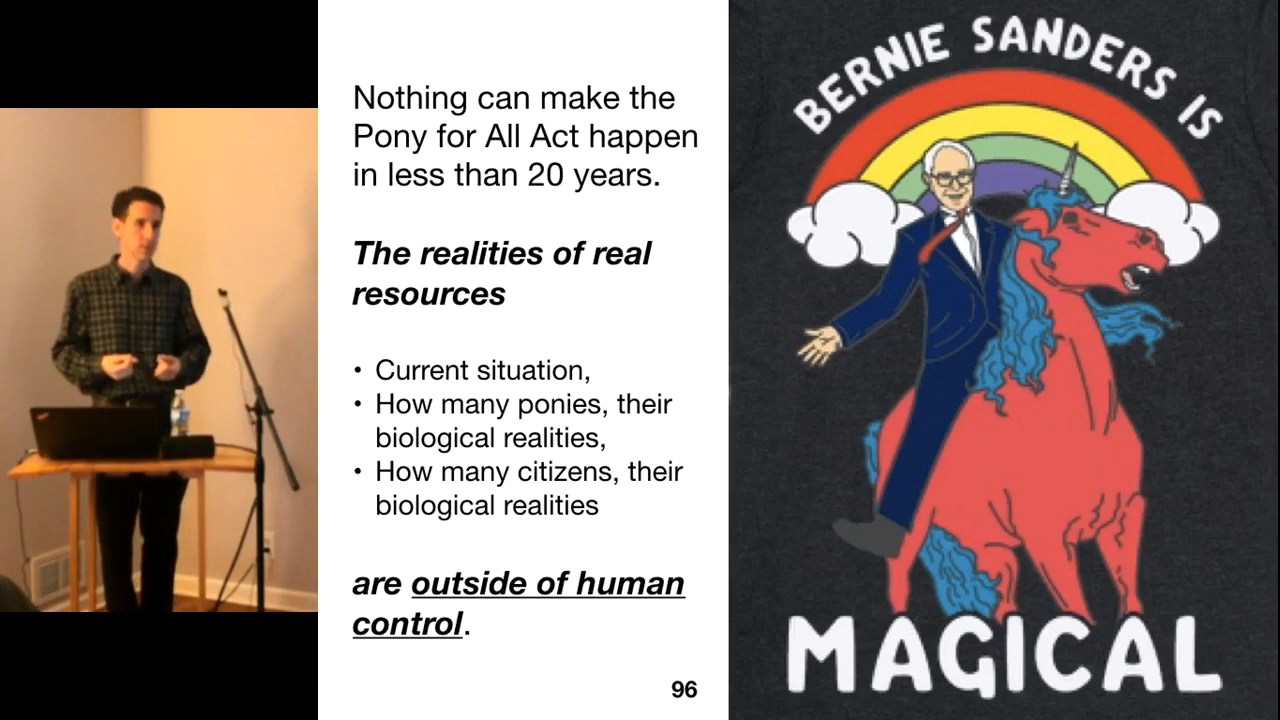 Nothing can make the
Pony for All Act happen
in less than 20 years.
The realities of real
resources
• Current situation,
• How many ponies, their
biological realities,
• How many citizens, their
biological realities
are outside of human
control.
96
BERNIE SANDERS IS
MAGICAL